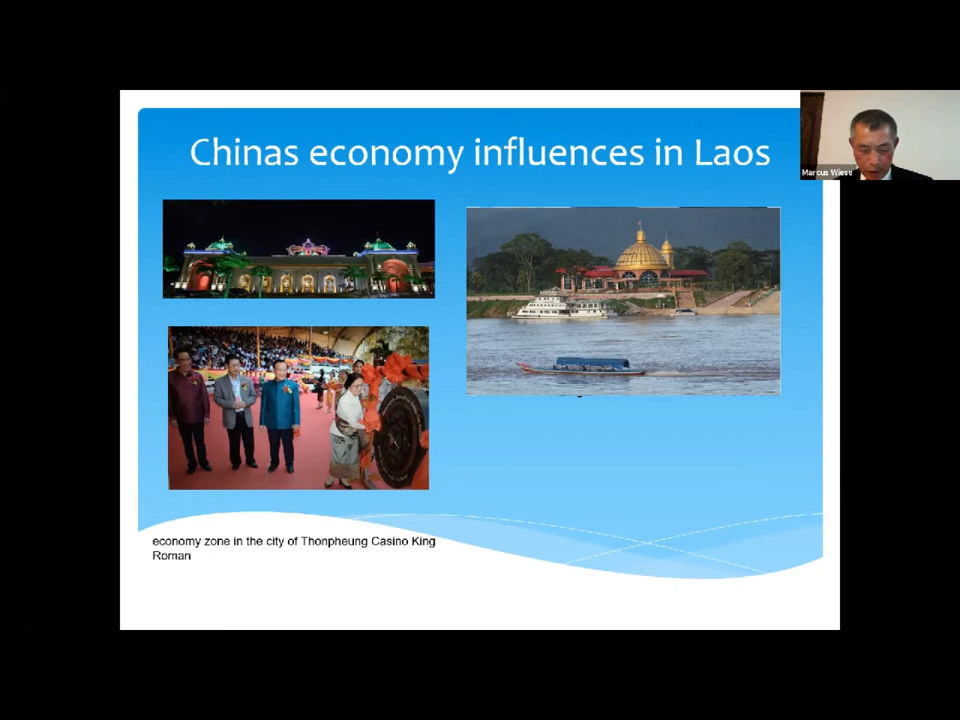 Chinas economy influences in Laos
Marcus Wiese
economy zone in the city of Thonpheung Casino King
Roman